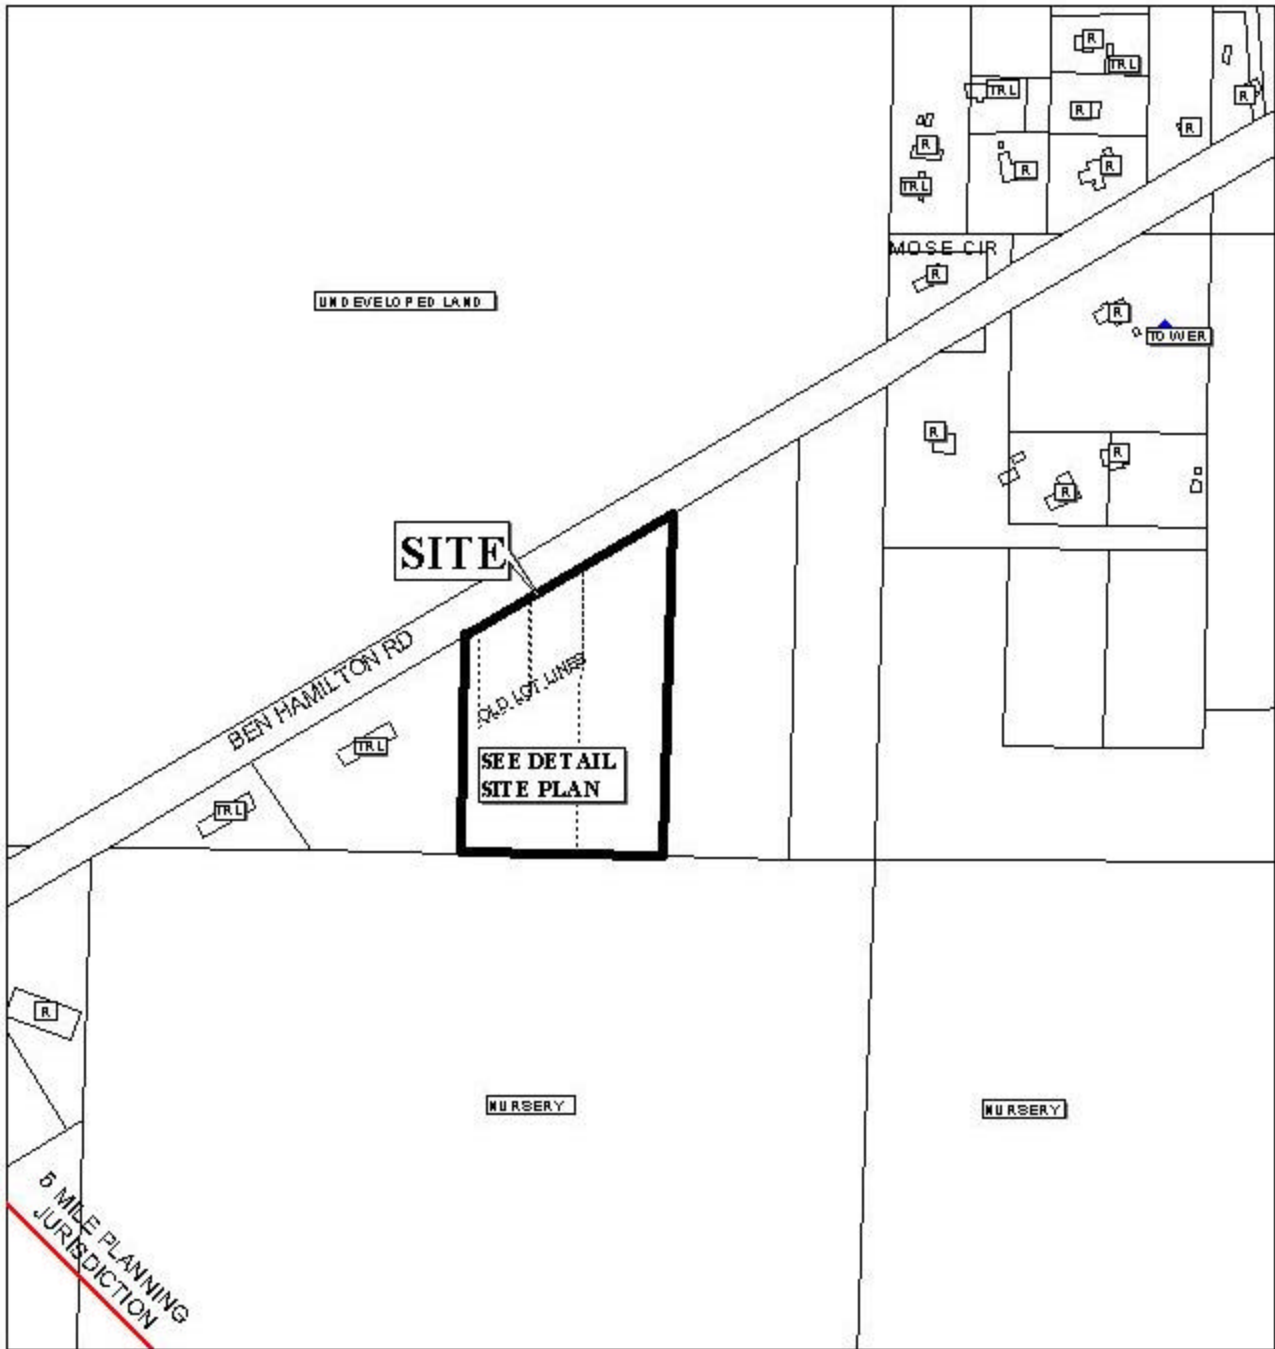 R
TRL
TRL
R
R
R
R
R
R
TRL
MOSE CIR
R
UNDEVELOPED LAND
R
TOWER
R
R
R
SITE
BEN HAMILTON RD
OLD LOT LINES
TRL
SEE DETAIL
SITE PLAN
TRL
R
NURSERY
NURSERY
5 MILE PLANNING
JURISDICTION